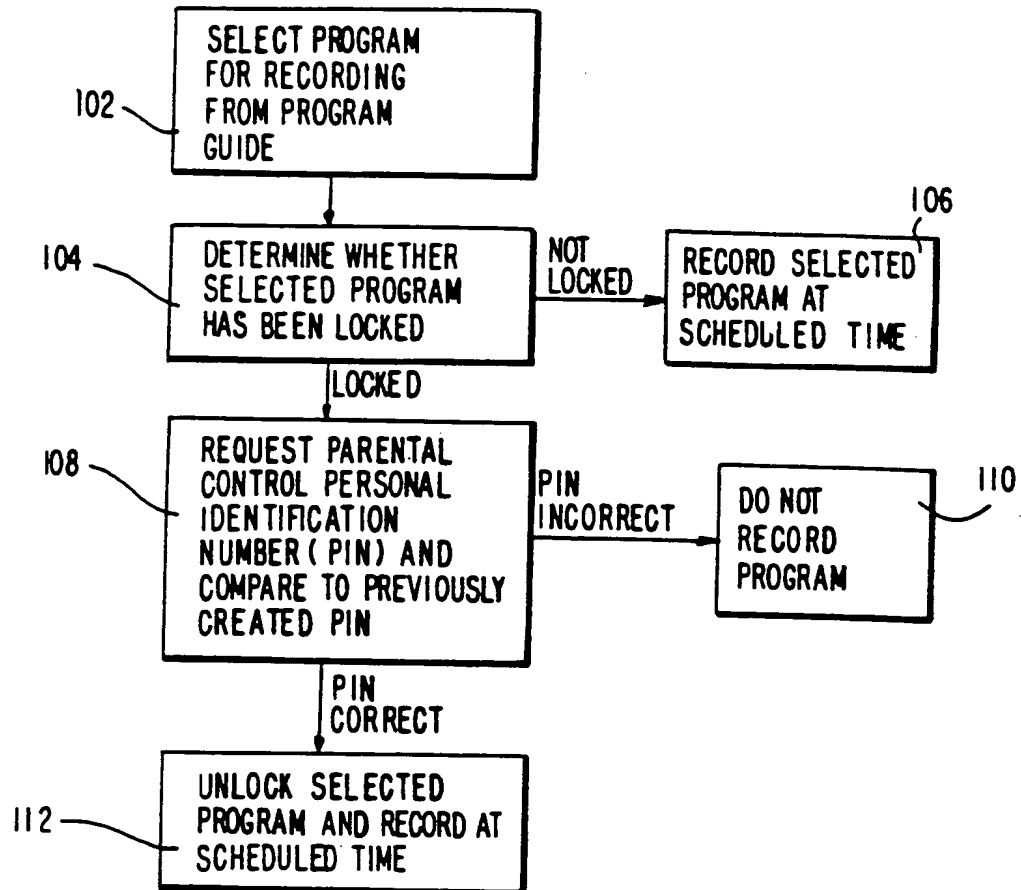 SELECT PROGRAM
FOR RECORDING
FROM PROGRAM
GUIDE
102
DETERMINE WHETHER
SELECTED PROGRAM
HAS BEEN LOCKED
104
NOT
LOCKED
106
RECORD SELECTED
PROGRAM AT
SCHEDULED TIME
LOCKED
REQUEST PARENTAL
CONTROL PERSONAL
IDENTIFICATION
NUMBER (PIN) AND
COMPARE TO PREVIOUSLY
CREATED PIN
108
PIN
INCORRECT
110
DO NOT
RECORD
PROGRAM
PIN
CORRECT
UNLOCK SELECTED
PROGRAM AND RECORD AT
SCHEDULED TIME
112